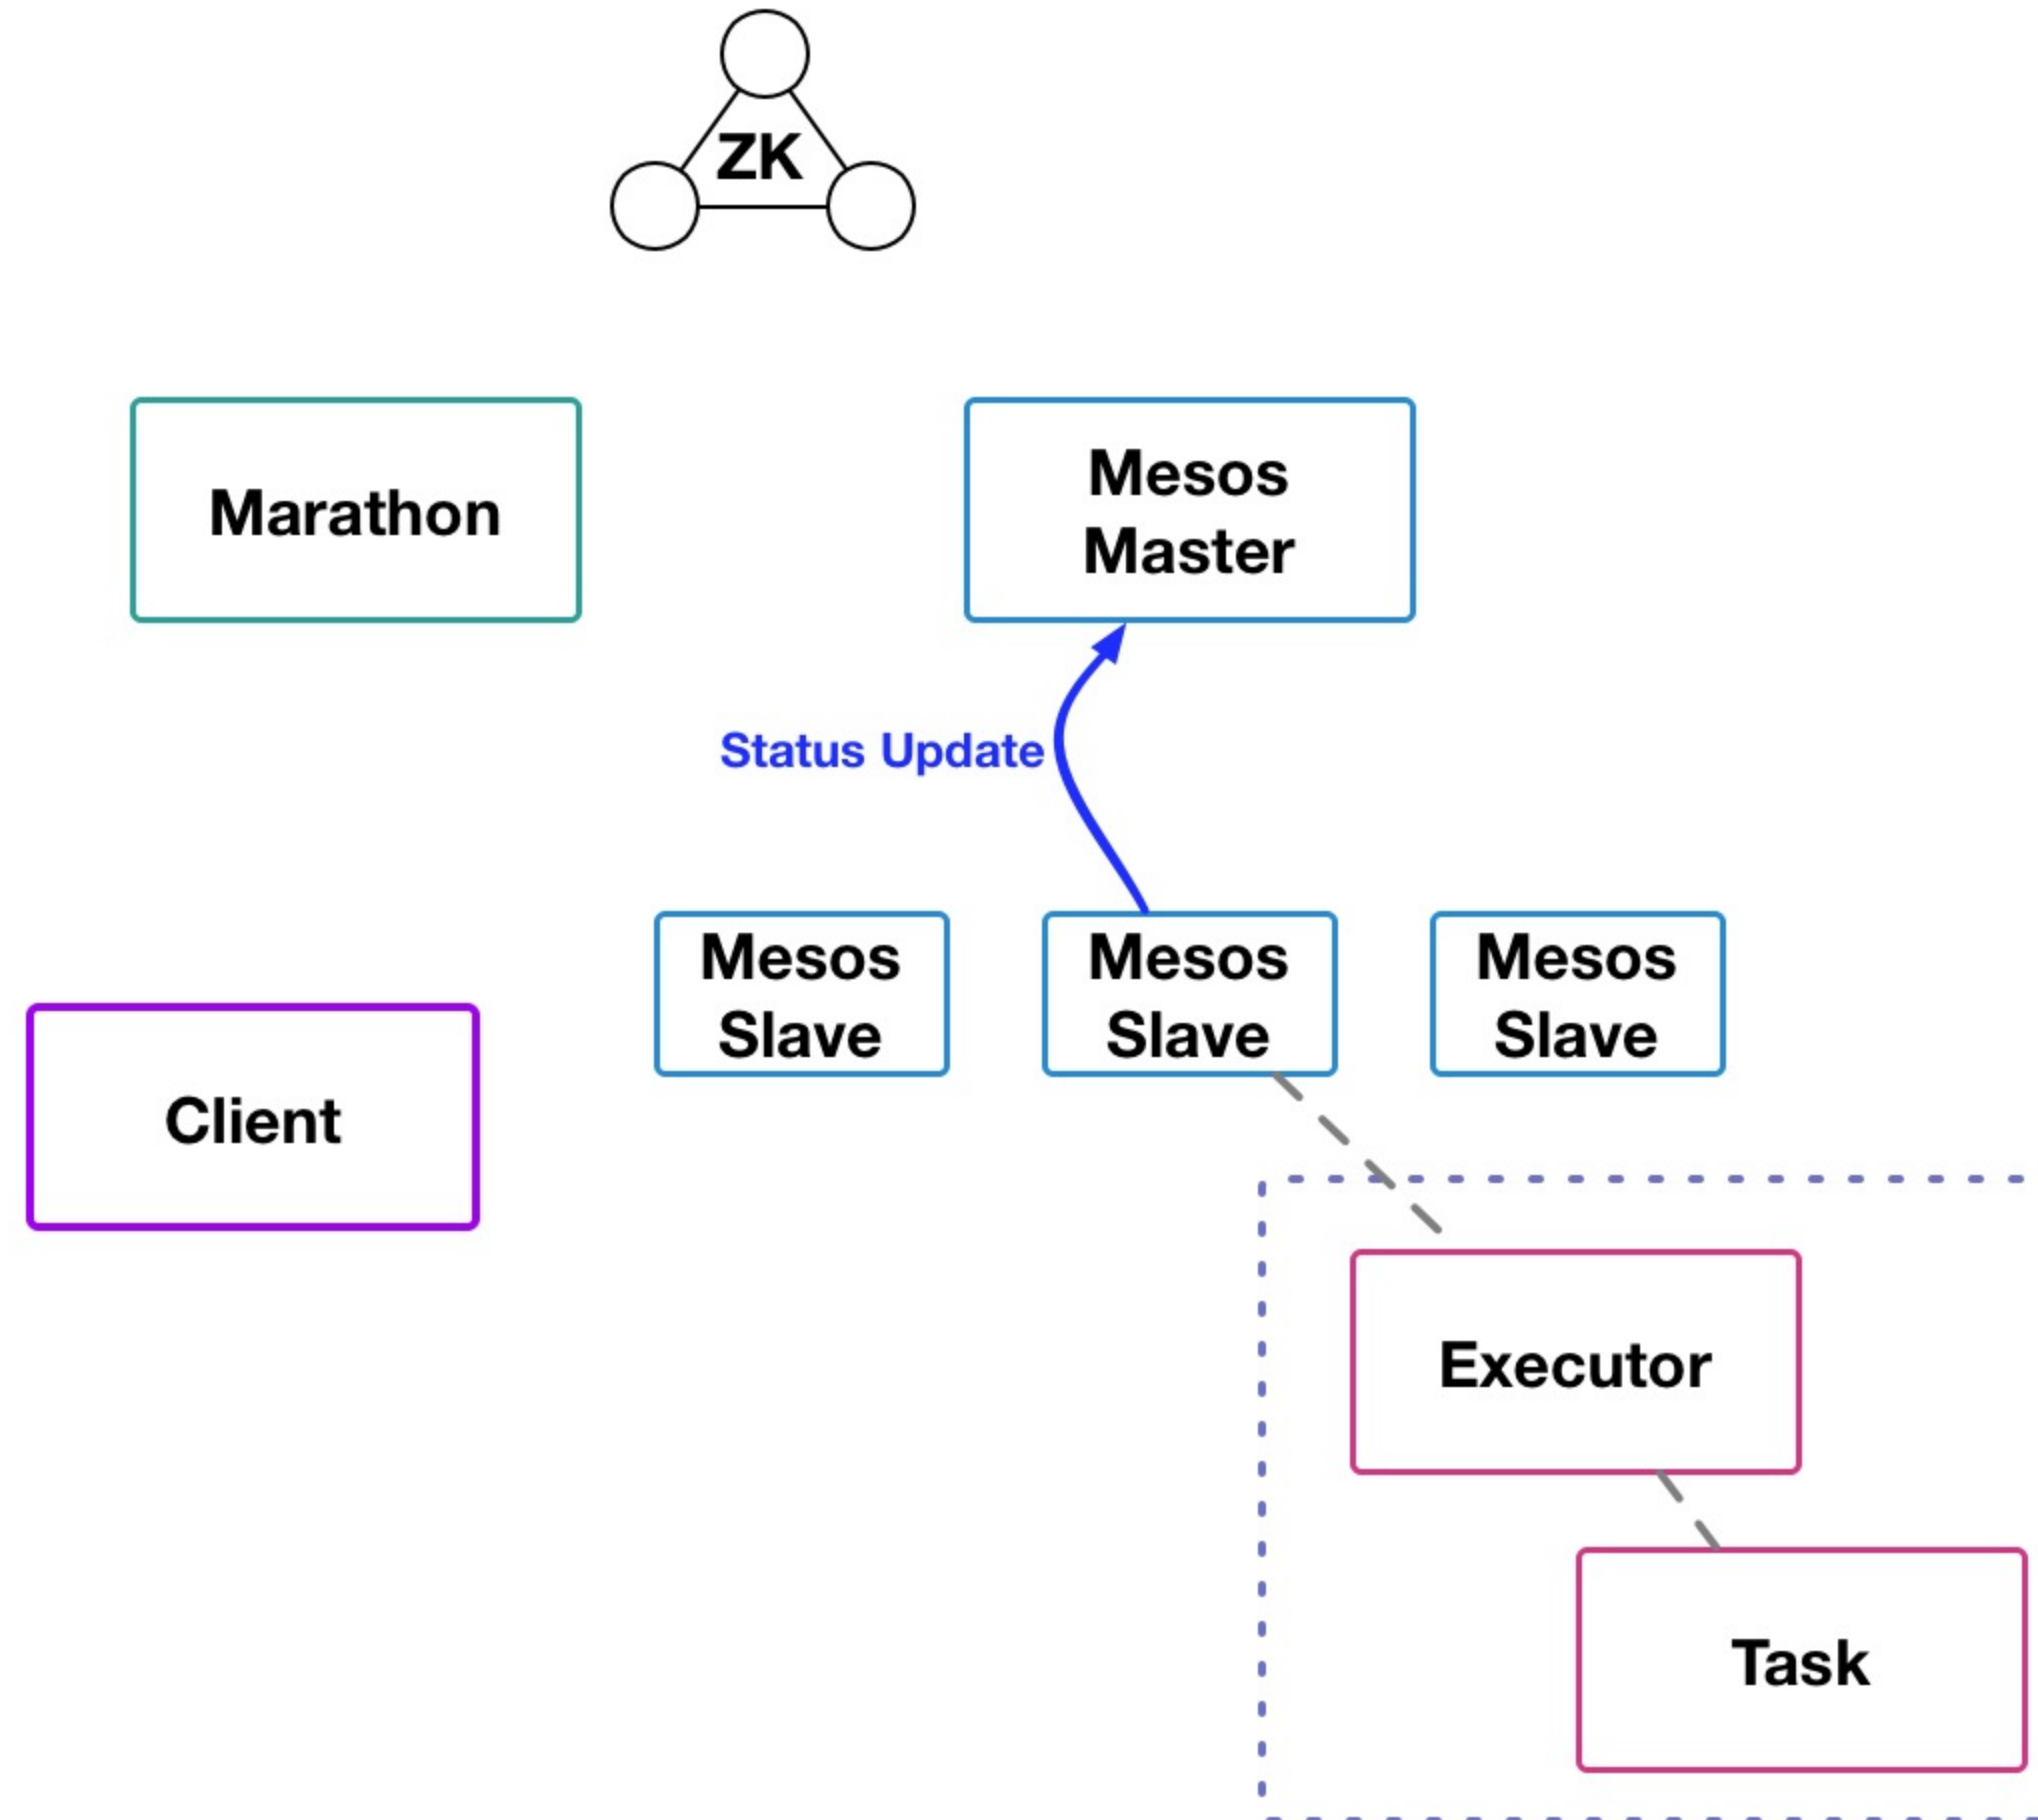 ZK
Marathon
Mesos
Master
Status Update
Mesos
Slave
Mesos
Slave
Mesos
Slave
Client
Executor
Task